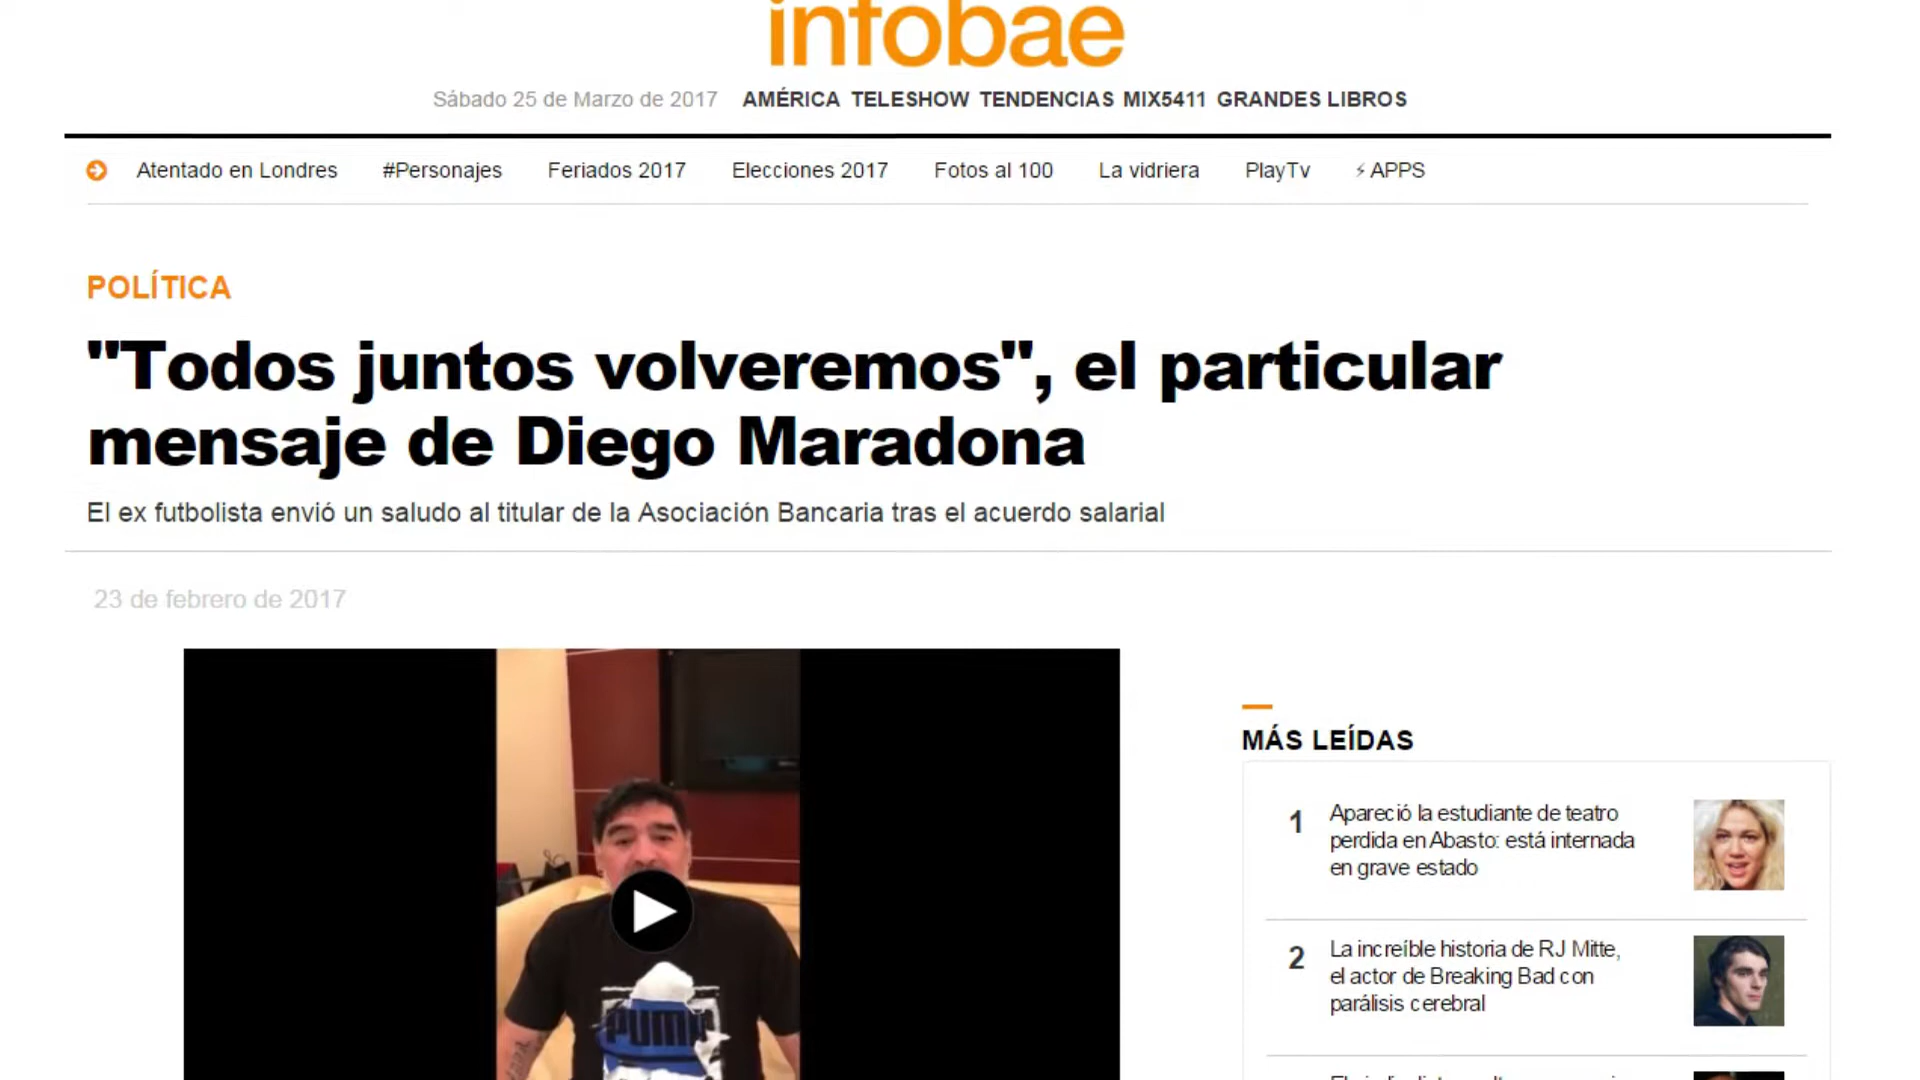 infobae
Sábado 25 de Marzo de 2017 AMÉRICA TELESHOW TENDENCIAS MIX5411 GRANDES LIBROS
Atentado en Londres #Personajes Feriados 2017 Elecciones 2017 Fotos al 100 La vidriera PlayTv ⚡APPS
POLÍTICA
"Todos juntos volveremos", el particular
mensaje de Diego Maradona
El ex futbolista envió un saludo al titular de la Asociación Bancaria tras el acuerdo salarial
23 de febrero de 2017
PUMA
MÁS LEÍDAS
1 Apareció la estudiante de teatro
perdida en Abasto: está internada
en grave estado
2 La increíble historia de RJ Mitte,
el actor de Breaking Bad con
parálisis cerebral